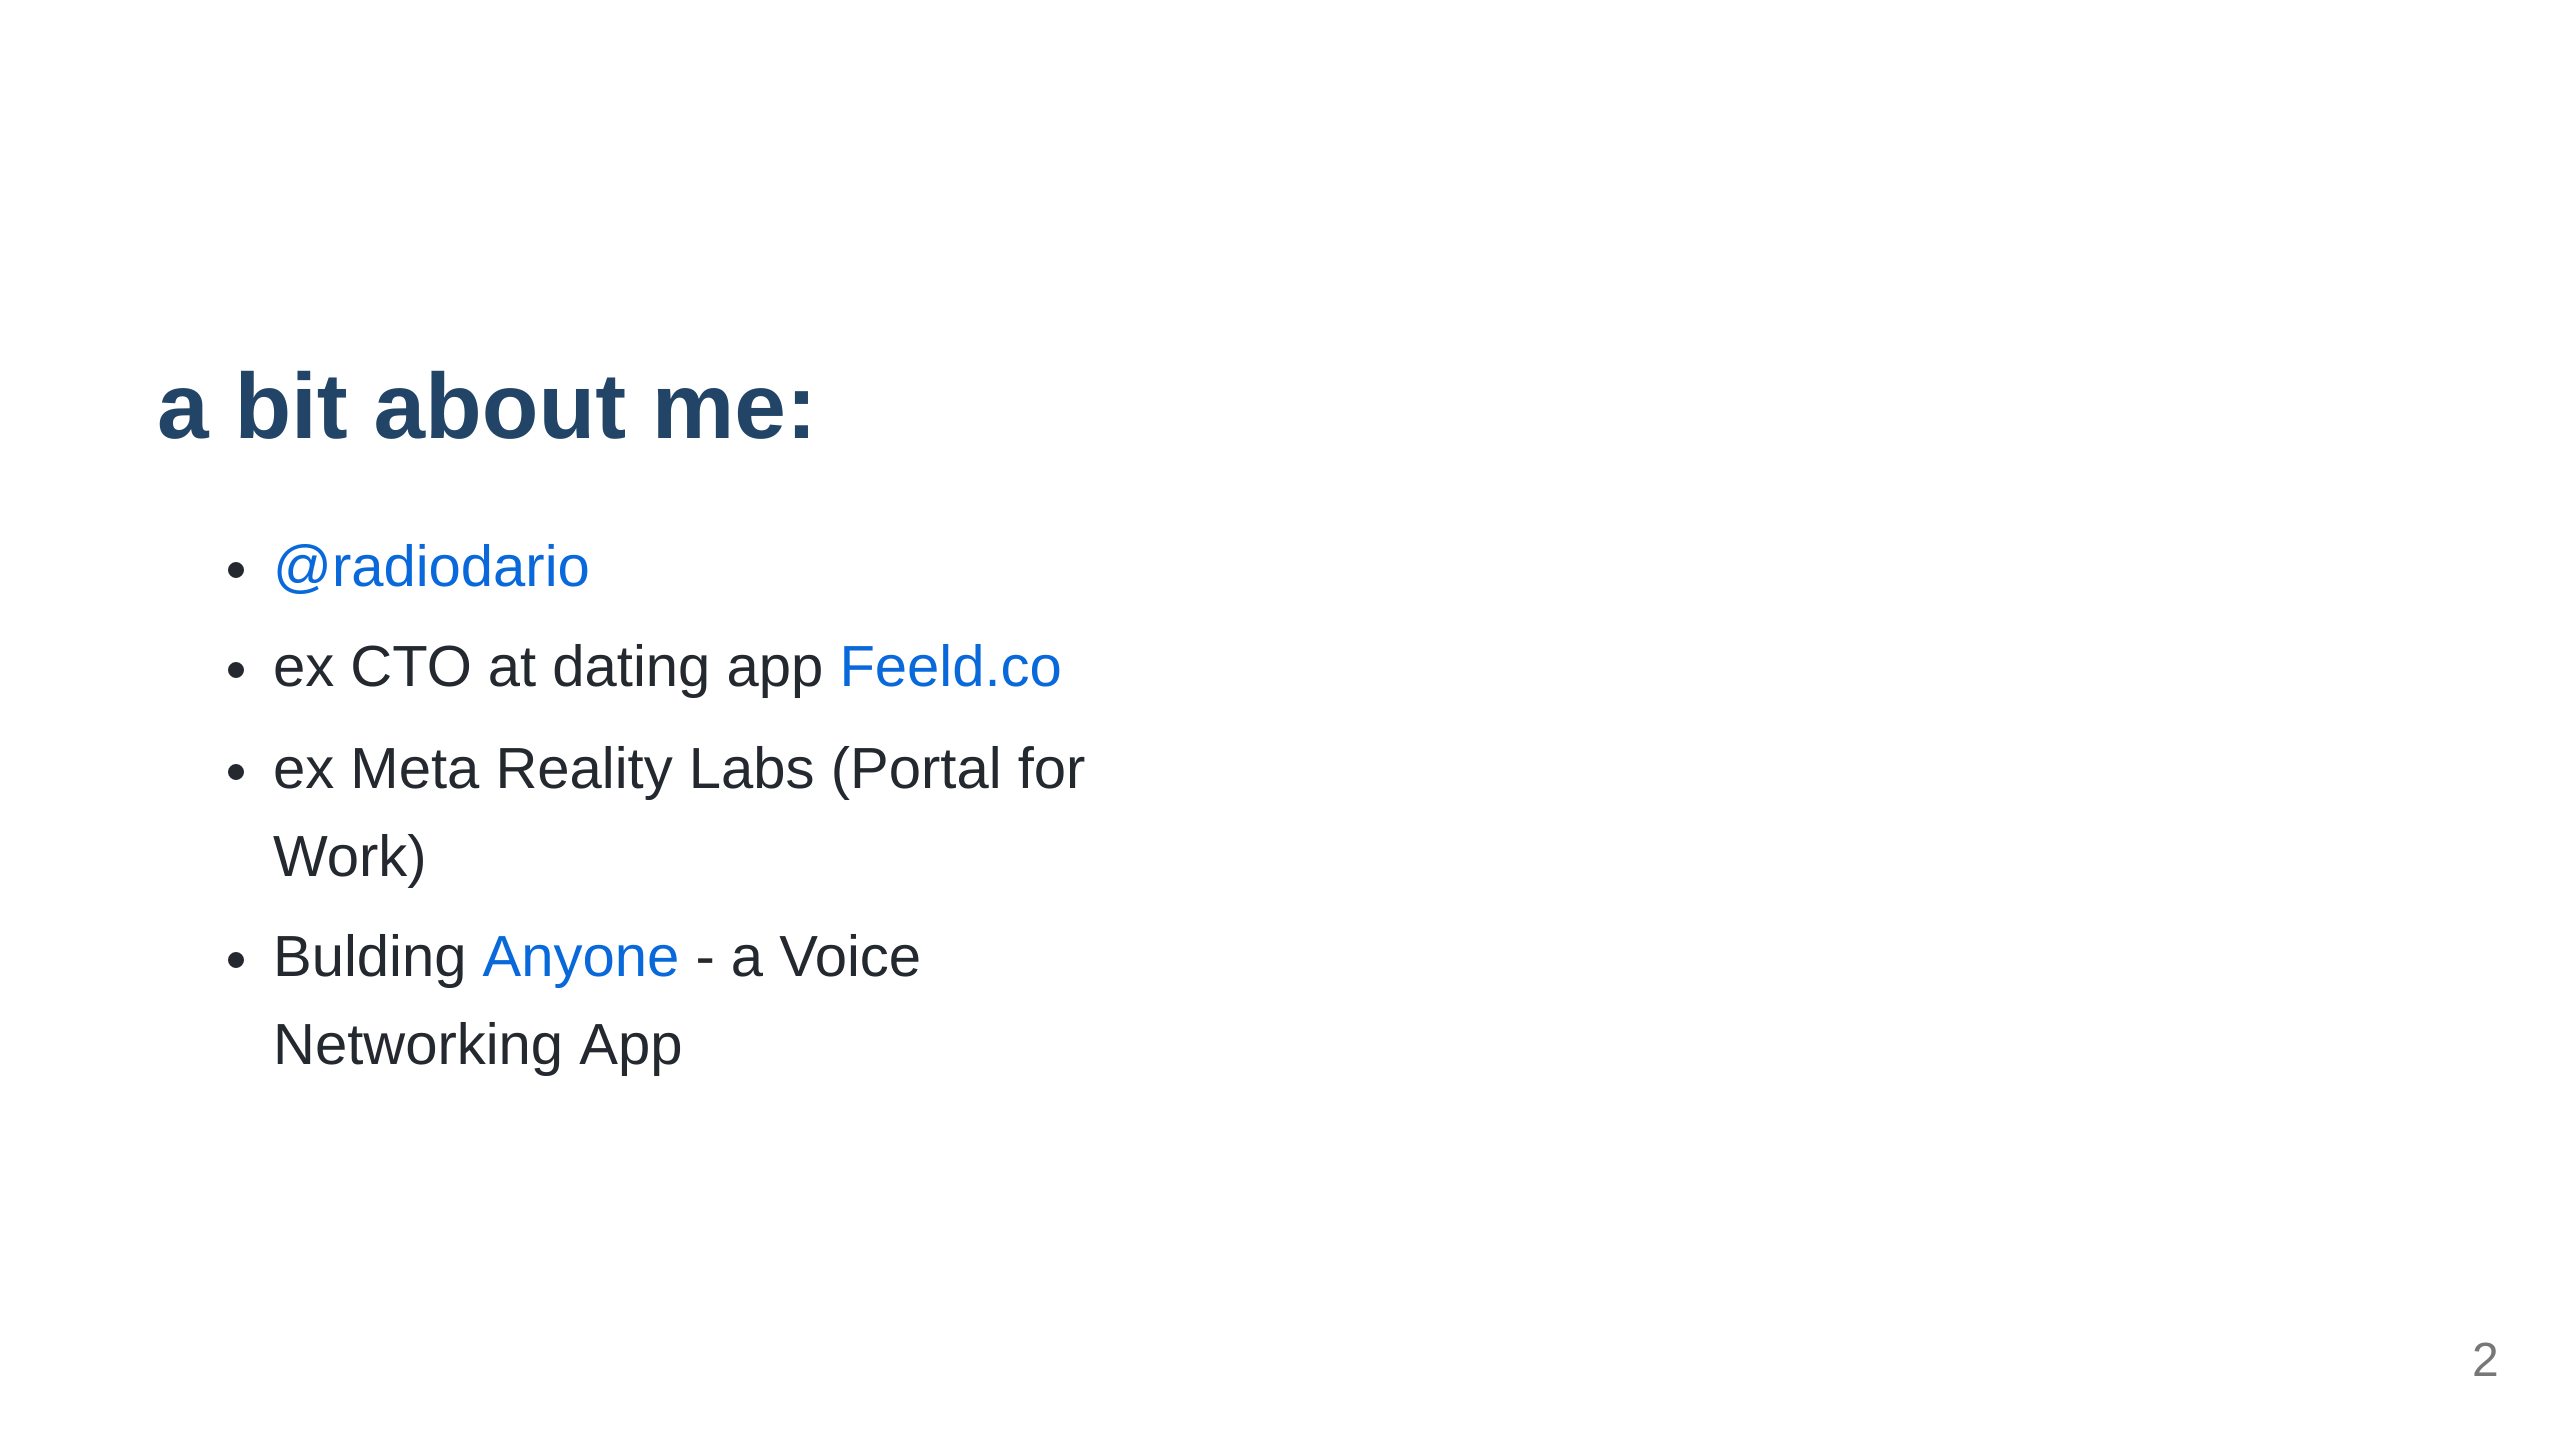 a bit about me:
@radiodario
ex CTO at dating app Feeld.co
ex Meta Reality Labs (Portal for
Work)
Bulding Anyone - a Voice
Networking App
2